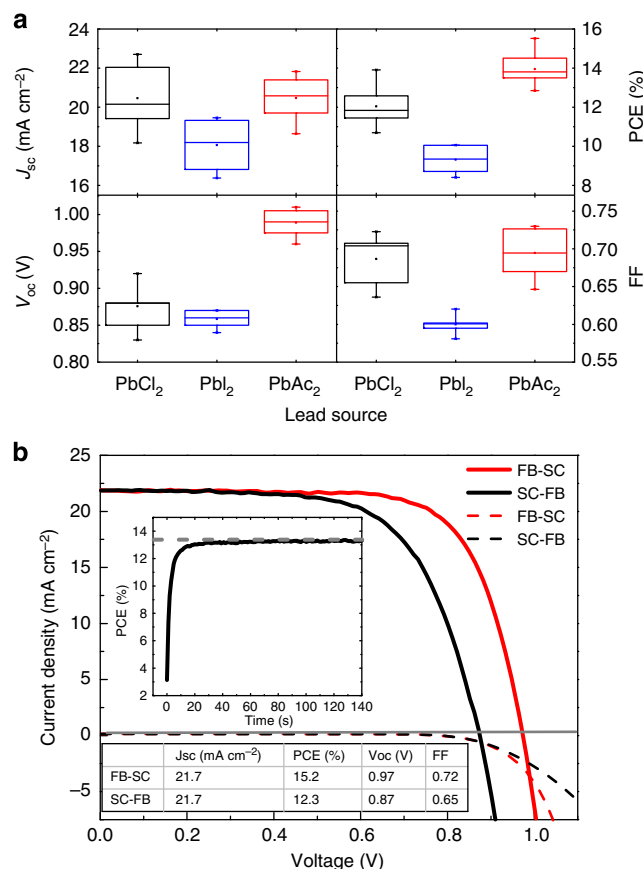 a
24
22
20
18
16
J_sc (mA cm⁻²)
16
14
12
10
8
PCE (%)
1.00
0.95
0.90
0.85
0.80
V_oc (V)
0.75
0.70
0.60
0.55
FF
PbCl₂ PbI₂ PbAc₂ PbCl₂ PbI₂ PbAc₂
Lead source
b
25
20
15
10
5
0
−5
Current density (mA cm⁻²)
FB-SC
SC-FB
FB-SC
SC-FB
14
12
10
8
6
4
2
PCE (%)
0 20 40 60 80 100 120 140
Time (s)
Jsc (mA cm⁻²) PCE (%) Voc (V) FF
FB-SC 21.7 15.2 0.97 0.72
SC-FB 21.7 12.3 0.87 0.65
0.0 0.2 0.4 0.6 0.8 1.0
Voltage (V)